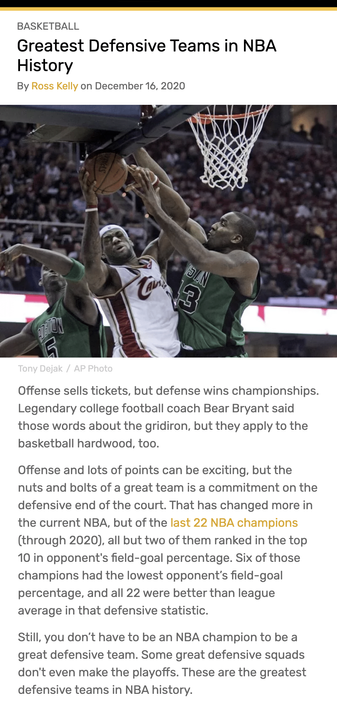 BASKETBALL
Greatest Defensive Teams in NBA
History
By Ross Kelly on December 16, 2020
Tony Dejak / AP Photo
Offense sells tickets, but defense wins championships.
Legendary college football coach Bear Bryant said
those words about the gridiron, but they apply to the
basketball hardwood, too.
Offense and lots of points can be exciting, but the
nuts and bolts of a great team is a commitment on the
defensive end of the court. That has changed more in
the current NBA, but of the last 22 NBA champions
(through 2020), all but two of them ranked in the top
10 in opponent's field-goal percentage. Six of those
champions had the lowest opponent's field-goal
percentage, and all 22 were better than league
average in that defensive statistic.
Still, you don't have to be an NBA champion to be a
great defensive team. Some great defensive squads
don't even make the playoffs. These are the greatest
defensive teams in NBA history.